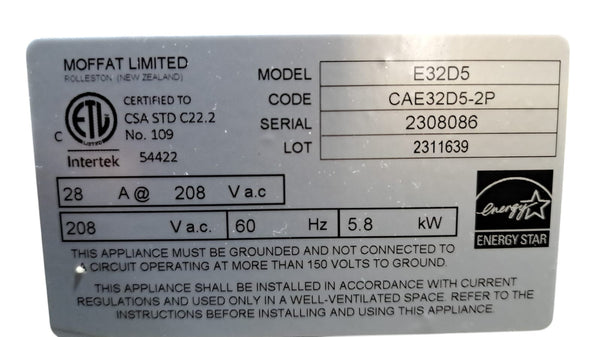 MOFFAT LIMITED
ROLLESTON (NEW ZEALAND)
MODEL E32D5
CODE CAE32D5-2P
SERIAL 2308086
LOT 2311639
C ETL LISTED
CERTIFIED TO
CSA STD C22.2
No. 109
Intertek 54422
28 A@ 208 V a.c
208 V a.c. 60 Hz 5.8 kW
energy
ENERGY STAR
THIS APPLIANCE MUST BE GROUNDED AND NOT CONNECTED TO
A CIRCUIT OPERATING AT MORE THAN 150 VOLTS TO GROUND.
THIS APPLIANCE SHALL BE INSTALLED IN ACCORDANCE WITH CURRENT
REGULATIONS AND USED ONLY IN A WELL-VENTILATED SPACE. REFER TO THE
INSTRUCTIONS BEFORE INSTALLING AND USING THIS APPLIANCE.